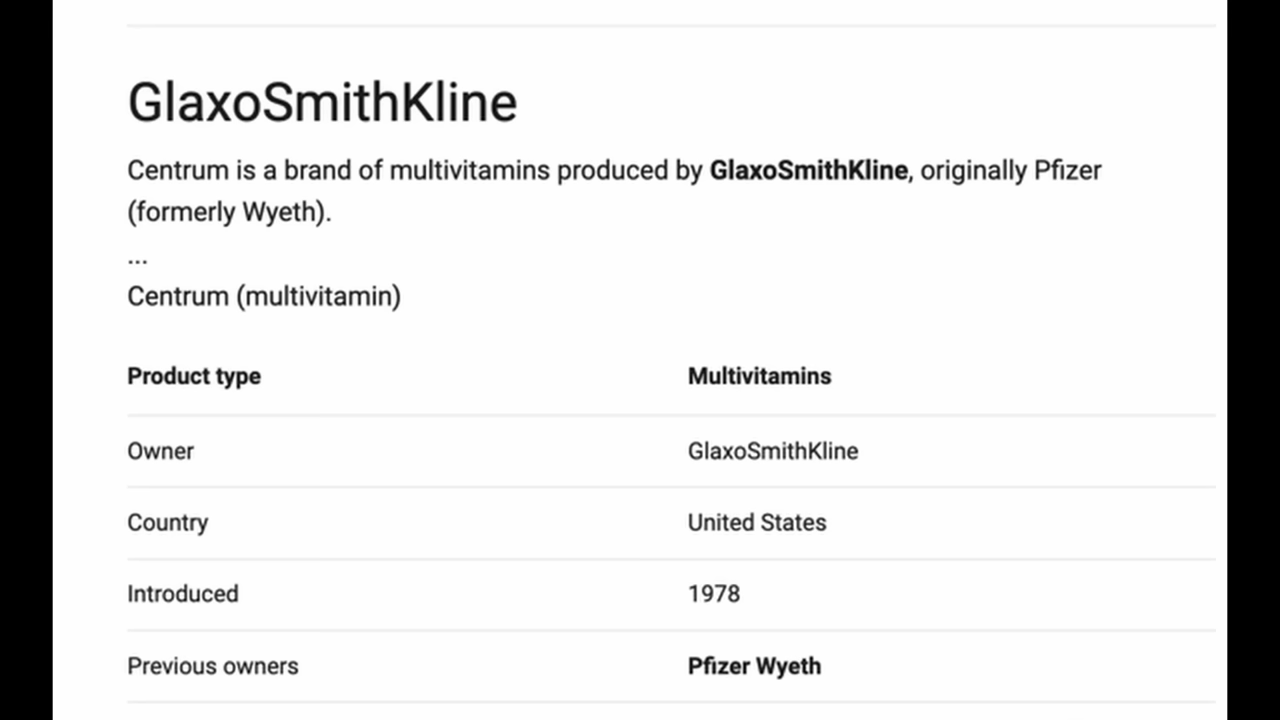 GlaxoSmithKline
Centrum is a brand of multivitamins produced by GlaxoSmithKline, originally Pfizer
(formerly Wyeth).
...
Centrum (multivitamin)
Product type Multivitamins
Owner GlaxoSmithKline
Country United States
Introduced 1978
Previous owners Pfizer Wyeth